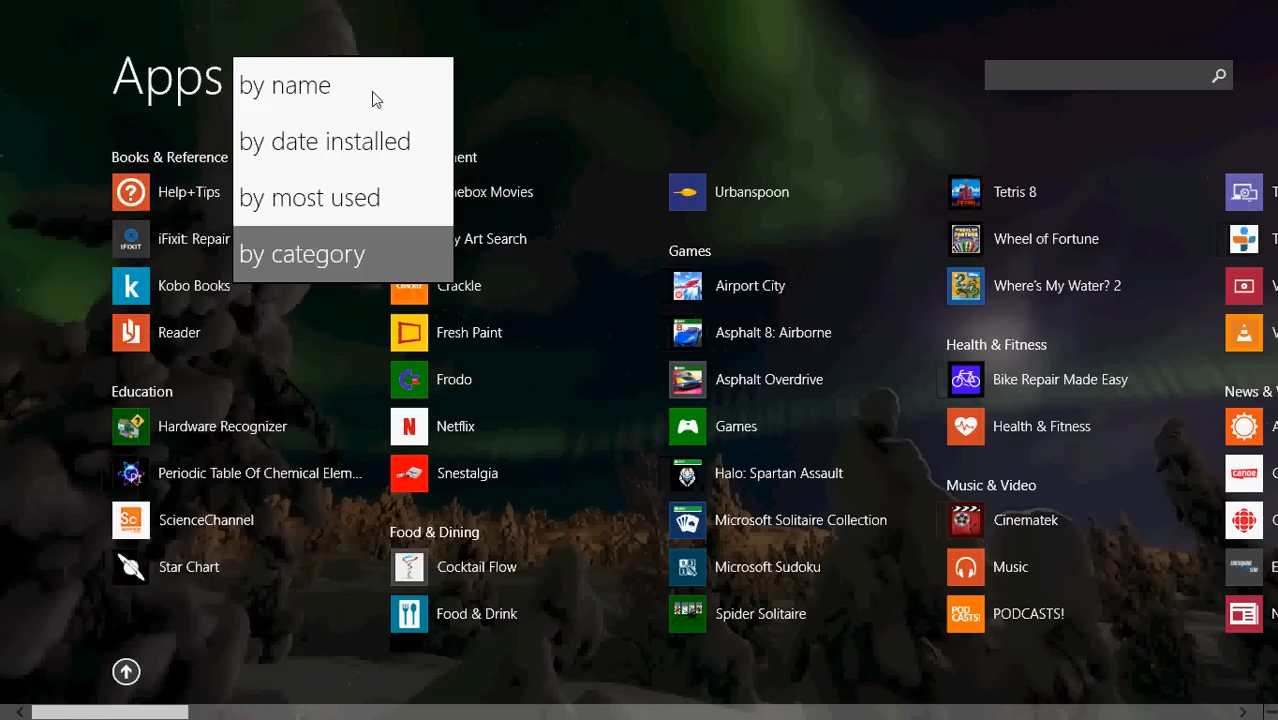 Apps
by name
by date installed
by most used
by category
Books & Reference
Help+Tips
iFixit: Repair
Kobo Books
Reader
Education
Hardware Recognizer
Periodic Table Of Chemical Elem...
ScienceChannel
Star Chart
Crackle
Fresh Paint
Frodo
Netflix
Snestalgia
Food & Dining
Cocktail Flow
Food & Drink
Urbanspoon
Games
Airport City
Asphalt 8: Airborne
Asphalt Overdrive
Games
Halo: Spartan Assault
Microsoft Solitaire Collection
Microsoft Sudoku
Spider Solitaire
Tetris 8
Wheel of Fortune
Where's My Water? 2
Health & Fitness
Bike Repair Made Easy
Health & Fitness
Music & Video
Cinematek
Music
PODCASTS!
News &